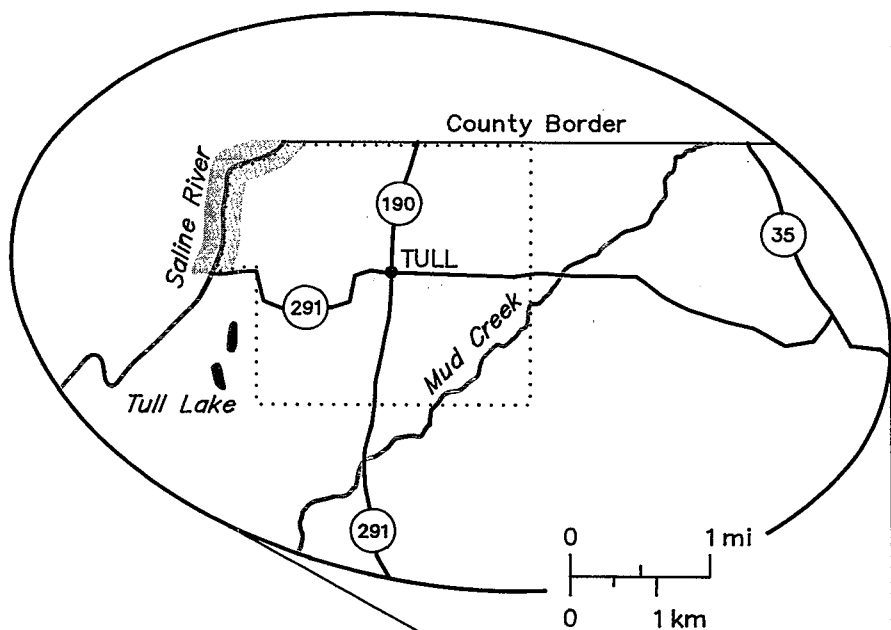 County Border
Saline River
190
35
TULL
291
Mud Creek
Tull Lake
291
0 1 mi
0 1 km